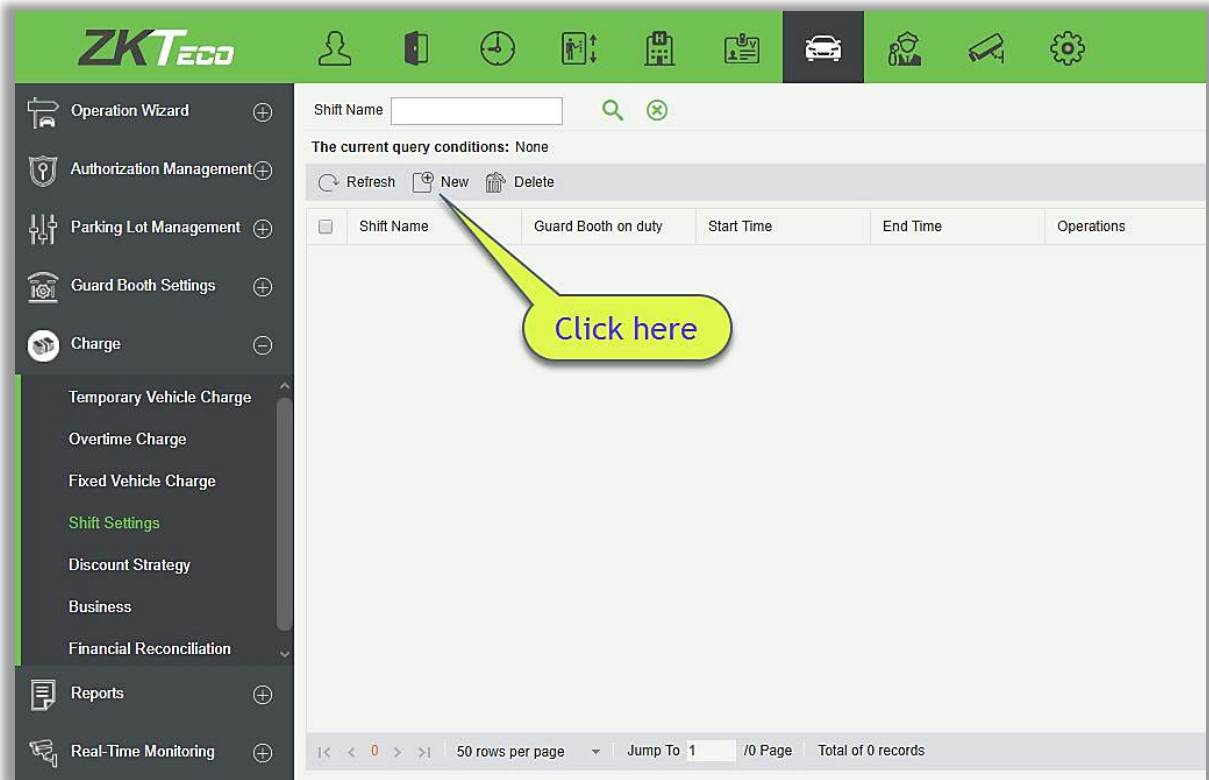 ZKTECO
Operation Wizard
Authorization Management
Parking Lot Management
Guard Booth Settings
Charge
Temporary Vehicle Charge
Overtime Charge
Fixed Vehicle Charge
Shift Settings
Discount Strategy
Business
Financial Reconciliation
Reports
Real-Time Monitoring
Shift Name
The current query conditions: None
Refresh New Delete
Shift Name Guard Booth on duty Start Time End Time Operations
Click here
|< < 0 > >| 50 rows per page Jump To 1 /0 Page Total of 0 records